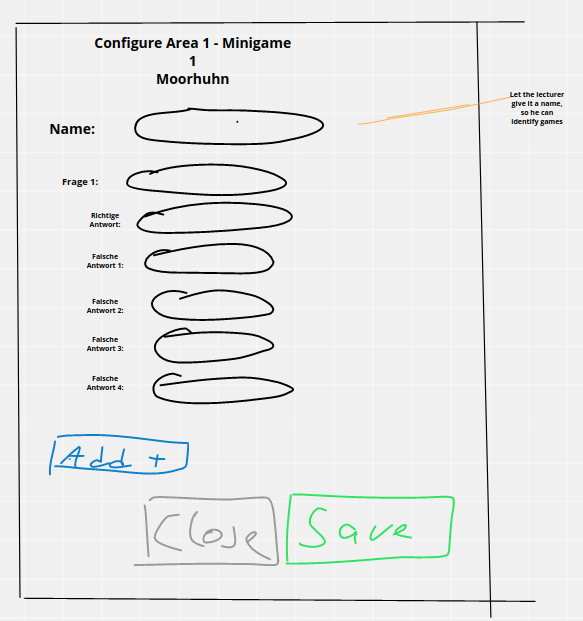 Configure Area 1 - Minigame
1
Moorhuhn
Let the lecturer
give it a name,
so he can
identify games
Name:
Frage 1:
Richtige
Antwort:
Falsche
Antwort 1:
Falsche
Antwort 2:
Falsche
Antwort 3:
Falsche
Antwort 4:
Add +
Close
Save